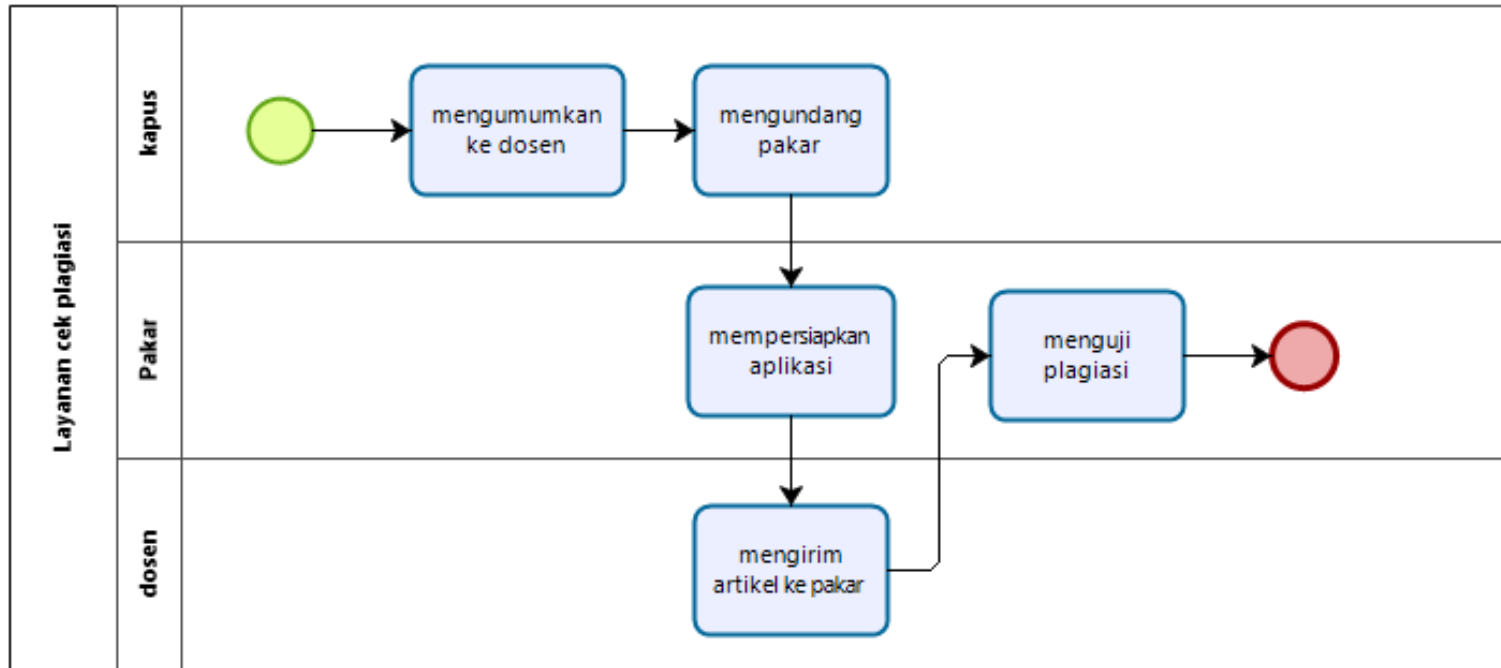 Layanan cek plagiasi
kapus
mengumumkan
ke dosen
mengundang
pakar
Pakar
mempersiapkan
aplikasi
menguji
plagiasi
dosen
mengirim
artikel ke pakar